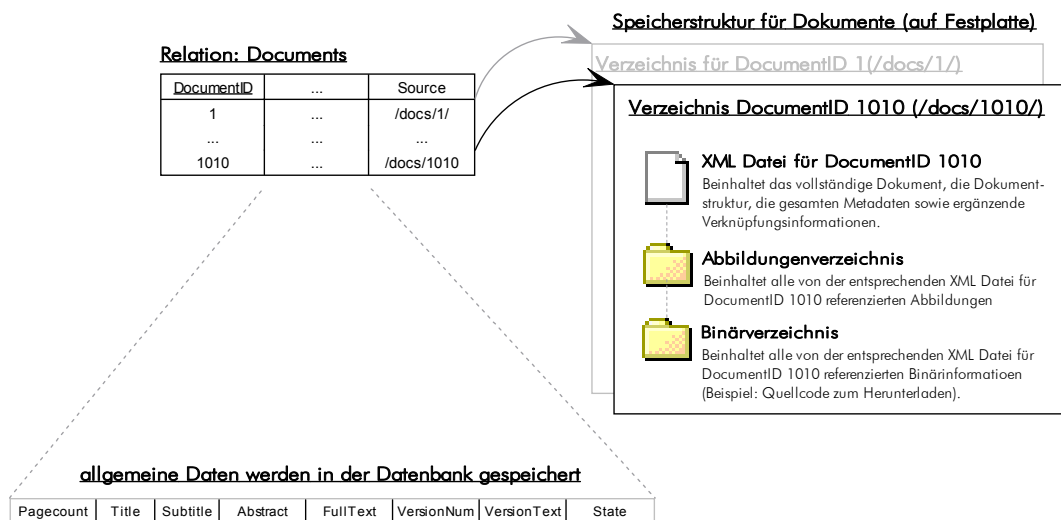 Speicherstruktur für Dokumente (auf Festplatte)
Relation: Documents
Verzeichnis für DocumentID 1(/docs/1/)
DocumentID ... Source
1 ... /docs/1/
... ... ...
1010 ... /docs/1010
Verzeichnis DocumentID 1010 (/docs/1010/)
XML Datei für DocumentID 1010
Beinhaltet das vollständige Dokument, die Dokument-
struktur, die gesamten Metadaten sowie ergänzende
Verknüpfungsinformationen.
Abbildungenverzeichnis
Beinhaltet alle von der entsprechenden XML Datei für
DocumentID 1010 referenzierten Abbildungen
Binärverzeichnis
Beinhaltet alle von der entsprechenden XML Datei für
DocumentID 1010 referenzierten Binärinformatioen
(Beispiel: Quellcode zum Herunterladen).
allgemeine Daten werden in der Datenbank gespeichert
Pagecount Title Subtitle Abstract FullText VersionNum VersionText State